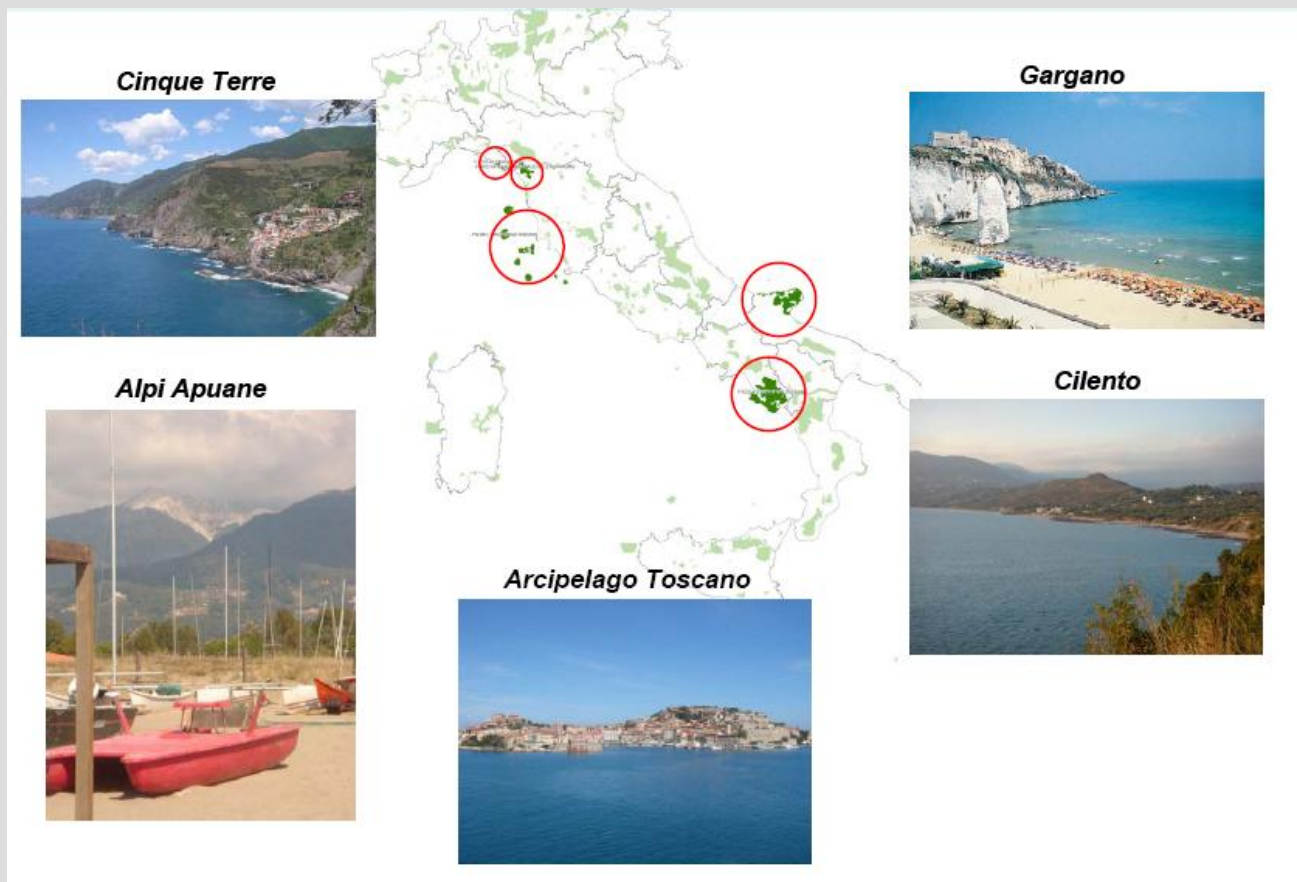 Cinque Terre
Gargano
Alpi Apuane
Cilento
Arcipelago Toscano